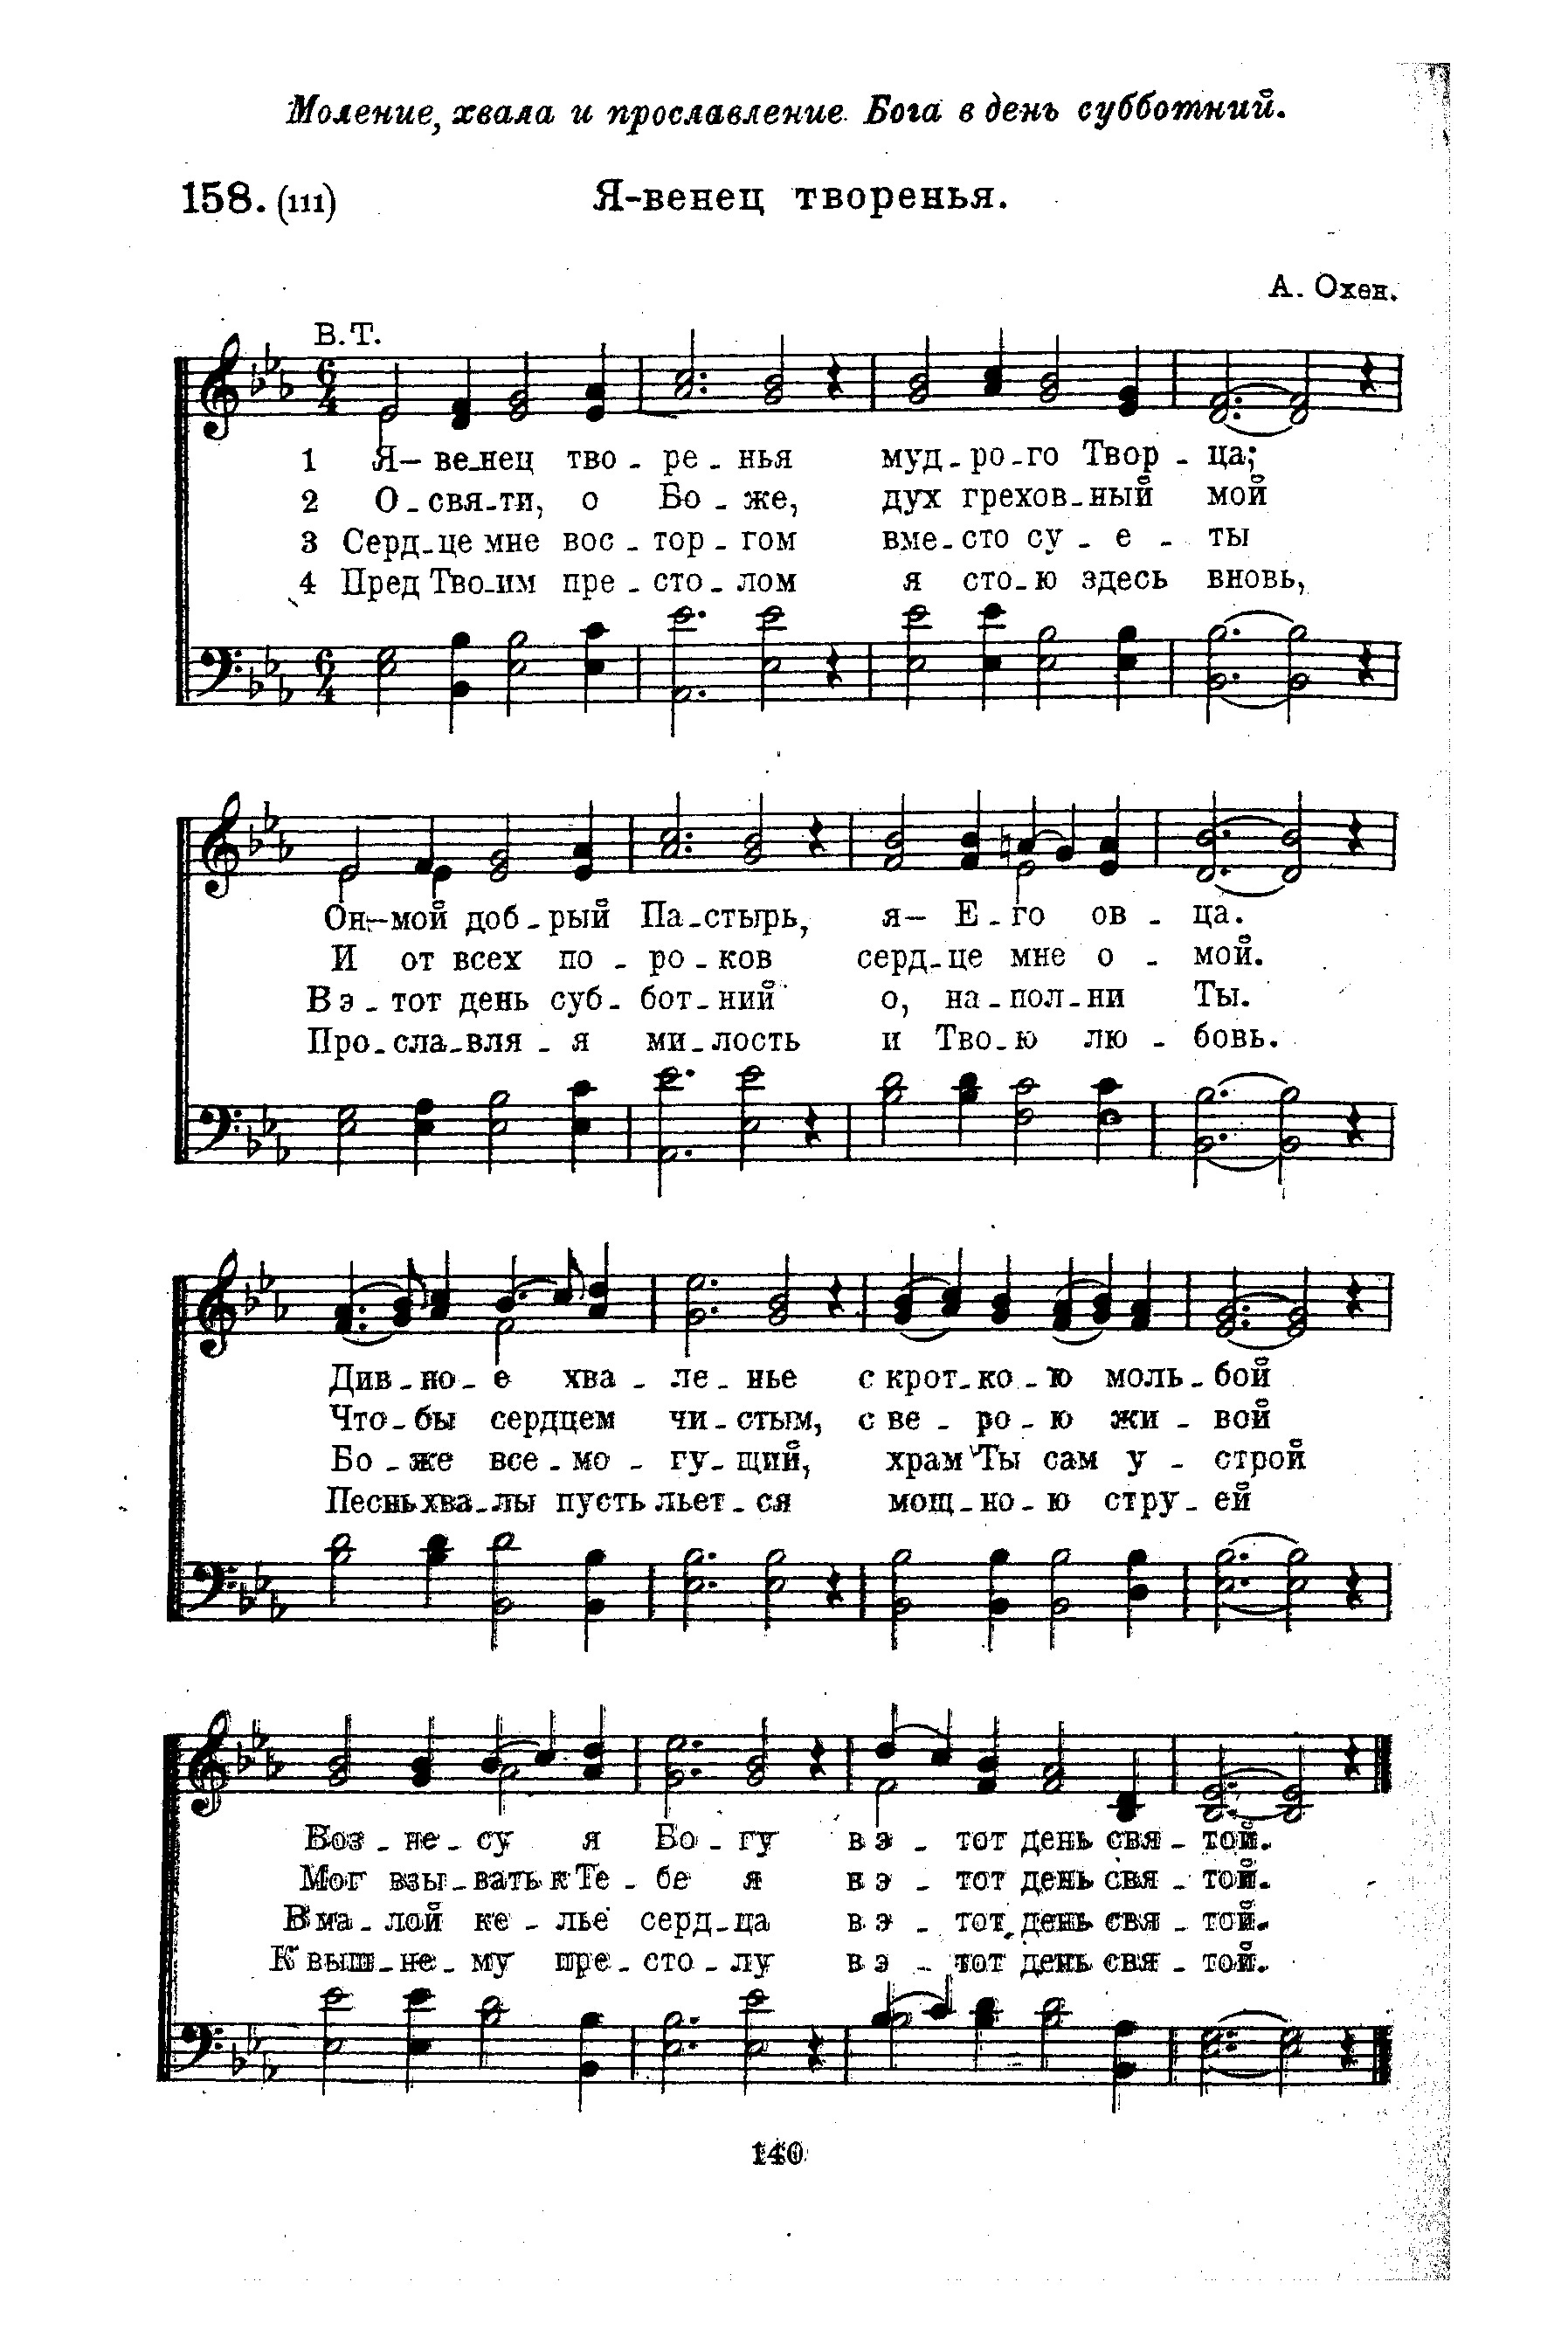 Моление, хвала и прославление Бога в день субботний.
158. (111) Я-венец творенья.
А. Охен.
В.Т.
1 Я– ве-нец тво - ре - нья муд-ро-го Твор - ца;
2 О-свя-ти, о Бо - же, дух грехов-ный мой
3 Серд-це мне вос - тор - гом вме-сто су - е - ты
4 Пред Тво-им пре - сто - лом я сто-ю здесь вновь,
Он-мой доб-рый Па-стырь, я– Е-го ов - ца.
И от всех по - ро - ков серд-це мне о - мой.
В э - тот день суб - бот-ний о, на-пол-ни Ты.
Про-сла-вля - я ми-лость и Тво-ю лю - бовь.
Див-но-е хва - ле - нье с крот-ко-ю моль-бой
Что-бы сердцем чи-стым, с ве - ро-ю жи - вой
Бо - же все-мо - гу-щий, храм Ты сам у - строй
Песнь хва-лы пусть льет-ся мощ-но-ю стру-ей
Воз-не-су я Бо-гу в э - тот день свя-той.
Мог взы-вать к Те - бе я в э - тот день свя - той.
В ма-лой ке - лье серд-ца в э - тот день свя - той.
К выш-не-му пре-сто-лу в э - тот день свя - той.
140